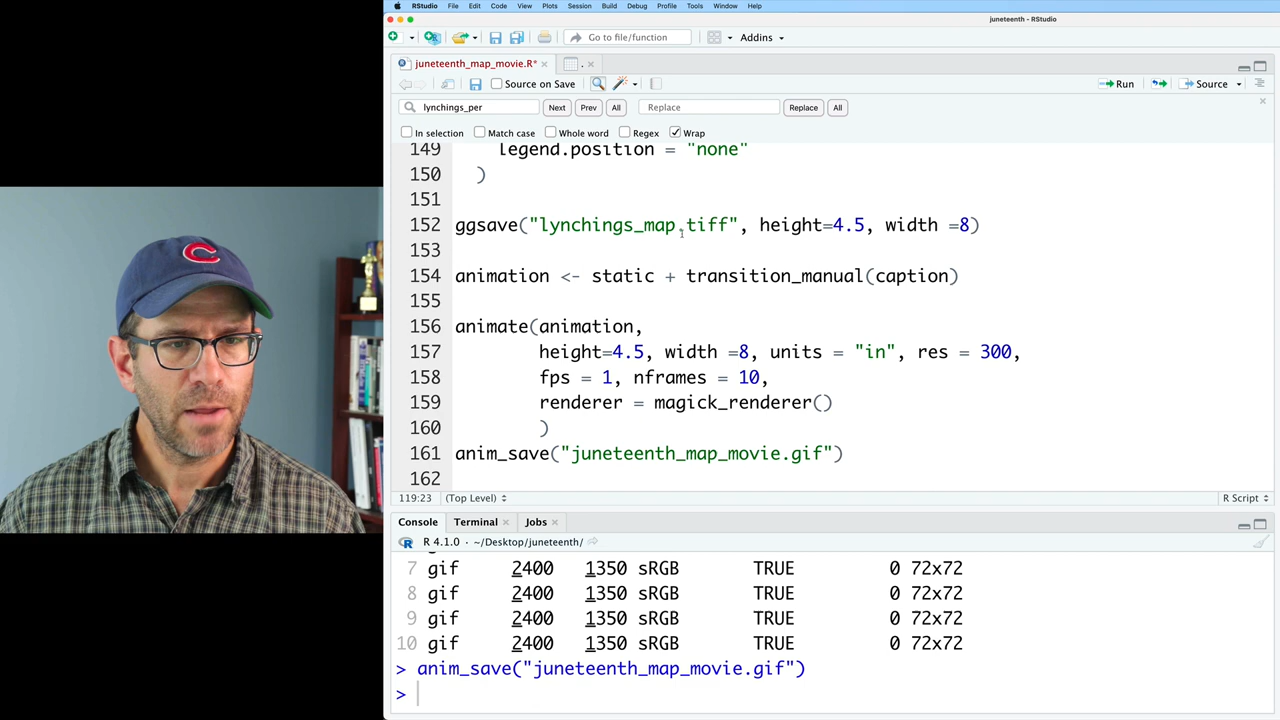 RStudio File Edit Code View Plots Session Build Debug Profile Tools Window Help
juneteenth - RStudio
Go to file/function Addins
juneteenth_map_movie.R* .
Source on Save Run Source
lynchings_per Next Prev All Replace Replace All
In selection Match case Whole word Regex Wrap
149 legend.position = "none"
150 )
151
152 ggsave("lynchings_map.tiff", height=4.5, width =8)
153
154 animation <- static + transition_manual(caption)
155
156 animate(animation,
157 height=4.5, width =8, units = "in", res = 300,
158 fps = 1, nframes = 10,
159 renderer = magick_renderer()
160 )
161 anim_save("juneteenth_map_movie.gif")
162
119:23 (Top Level) R Script
Console Terminal Jobs
R 4.1.0 · ~/Desktop/juneteenth/
7 gif 2400 1350 sRGB TRUE 0 72x72
8 gif 2400 1350 sRGB TRUE 0 72x72
9 gif 2400 1350 sRGB TRUE 0 72x72
10 gif 2400 1350 sRGB TRUE 0 72x72
> anim_save("juneteenth_map_movie.gif")
>
C